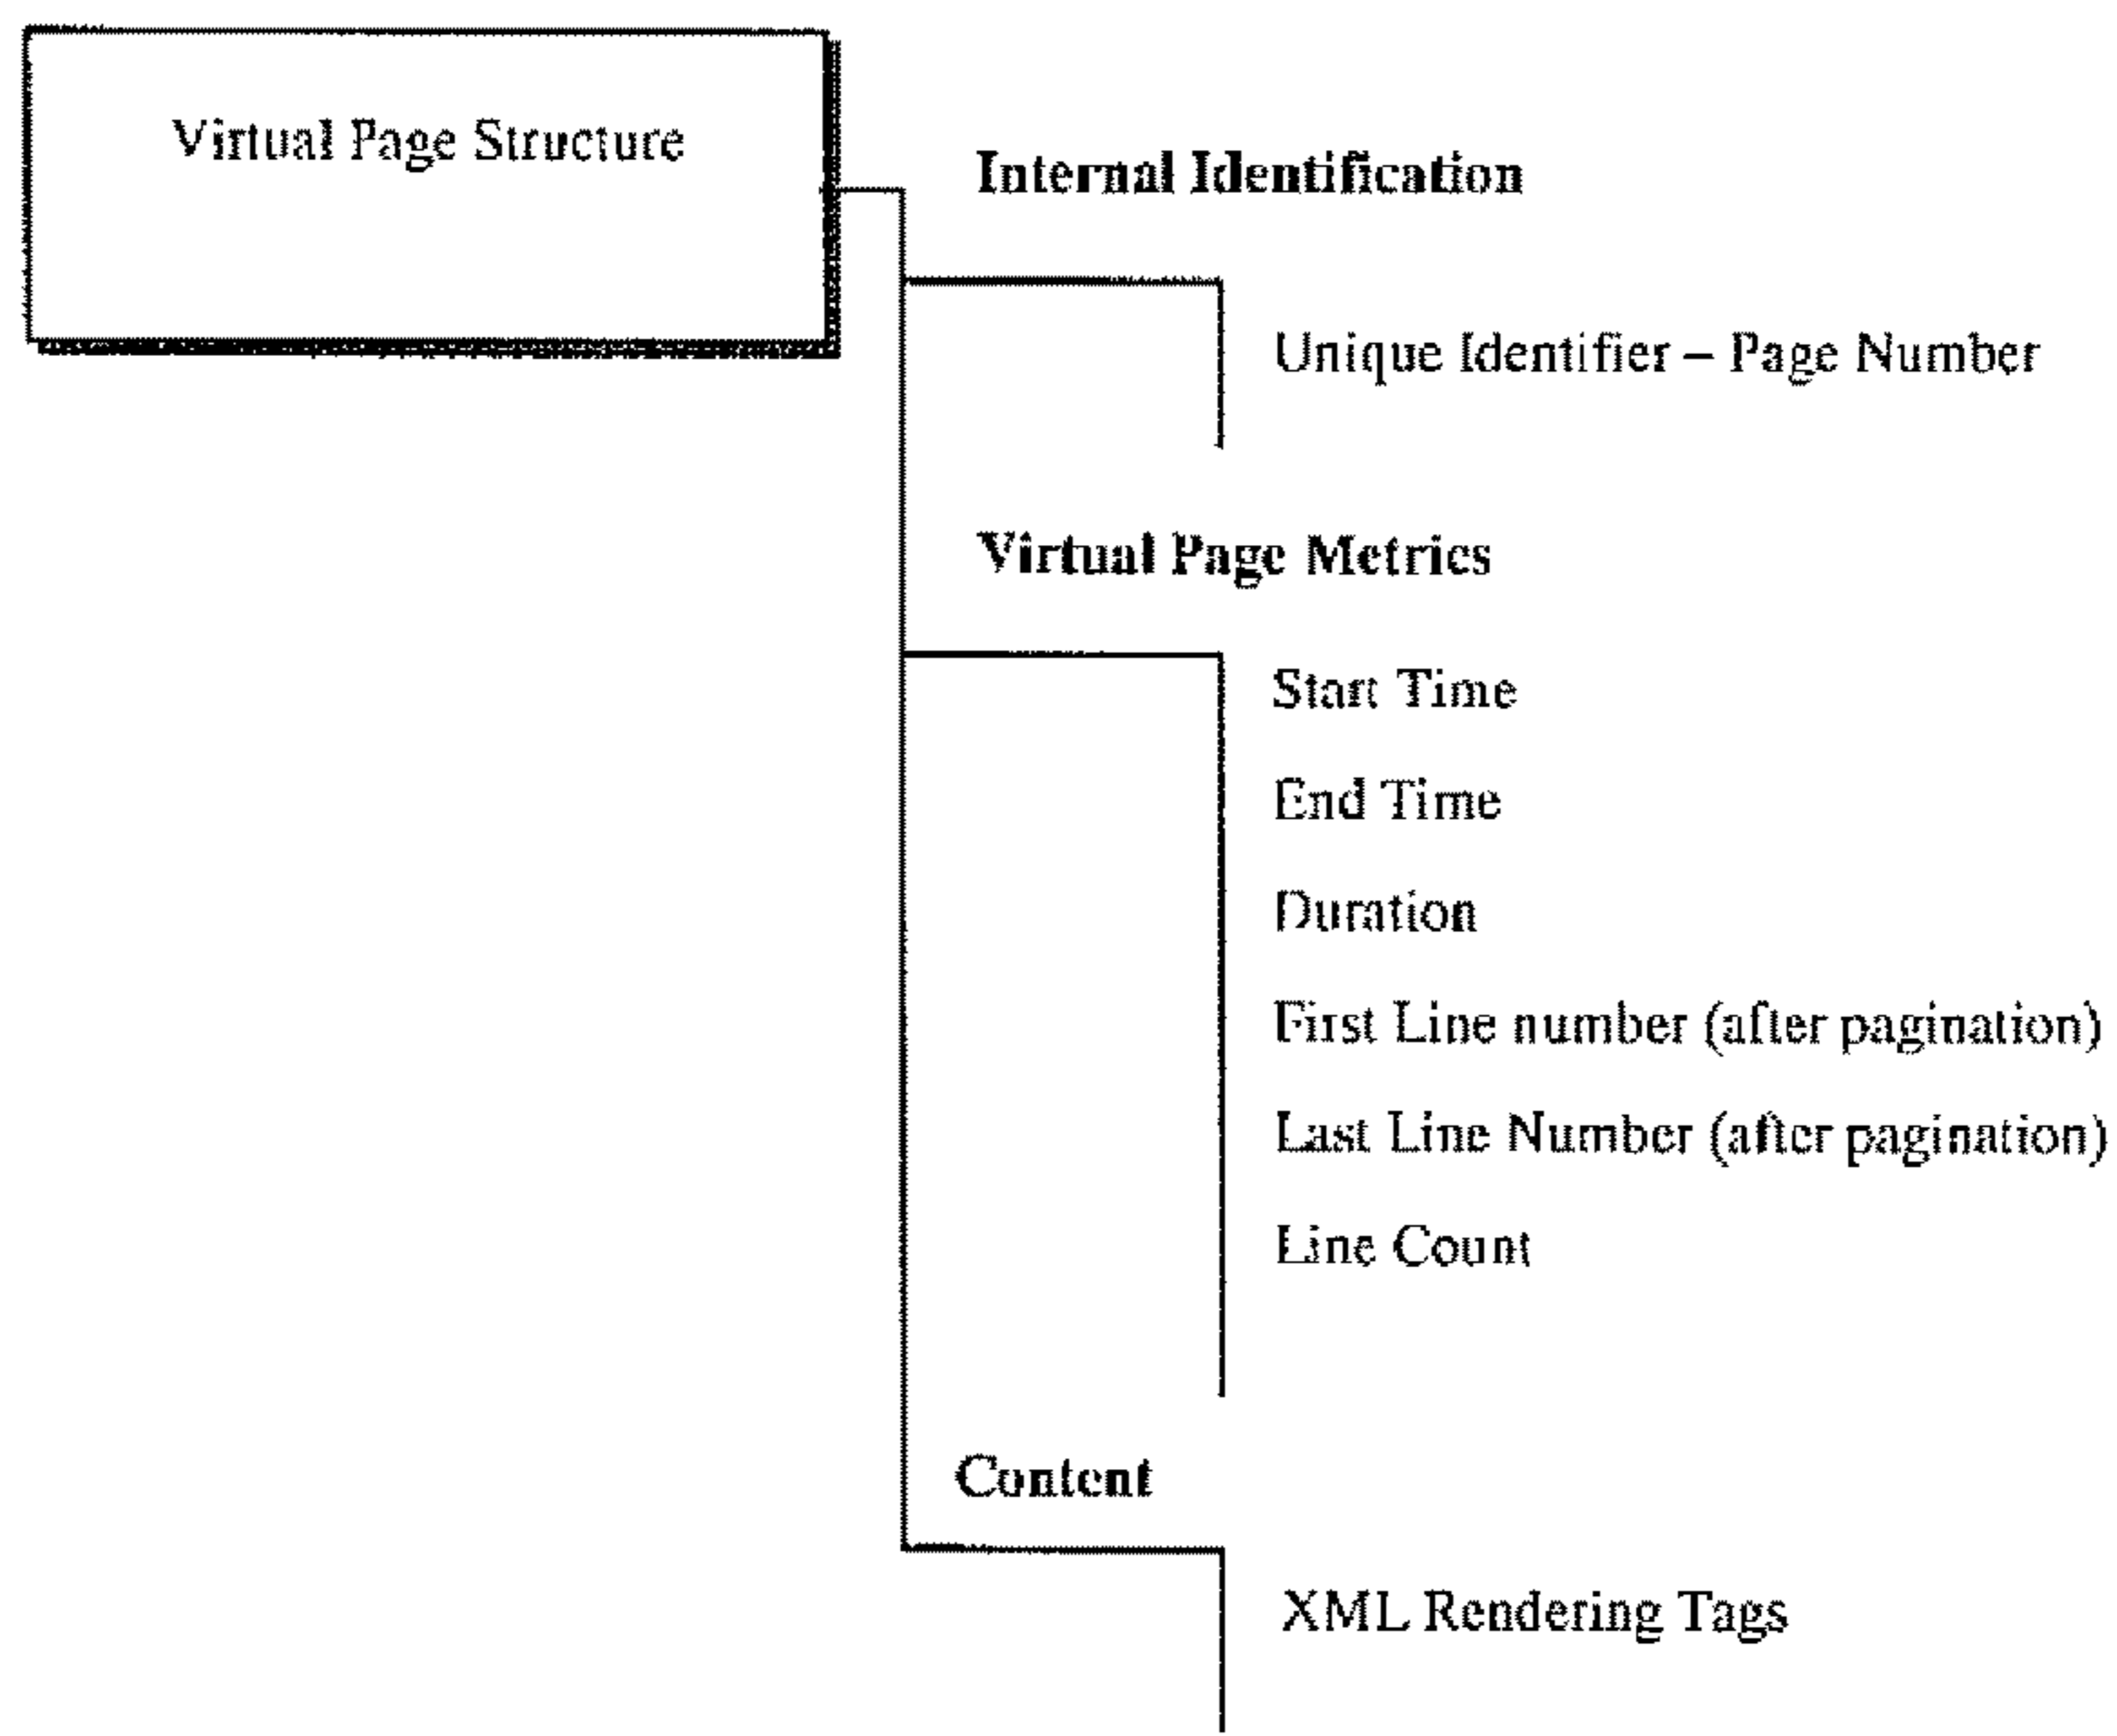 Virtual Page Structure
Internal Identification
Unique Identifier – Page Number
Virtual Page Metrics
Start Time
End Time
Duration
First Line number (after pagination)
Last Line Number (after pagination)
Line Count
Content
XML Rendering Tags